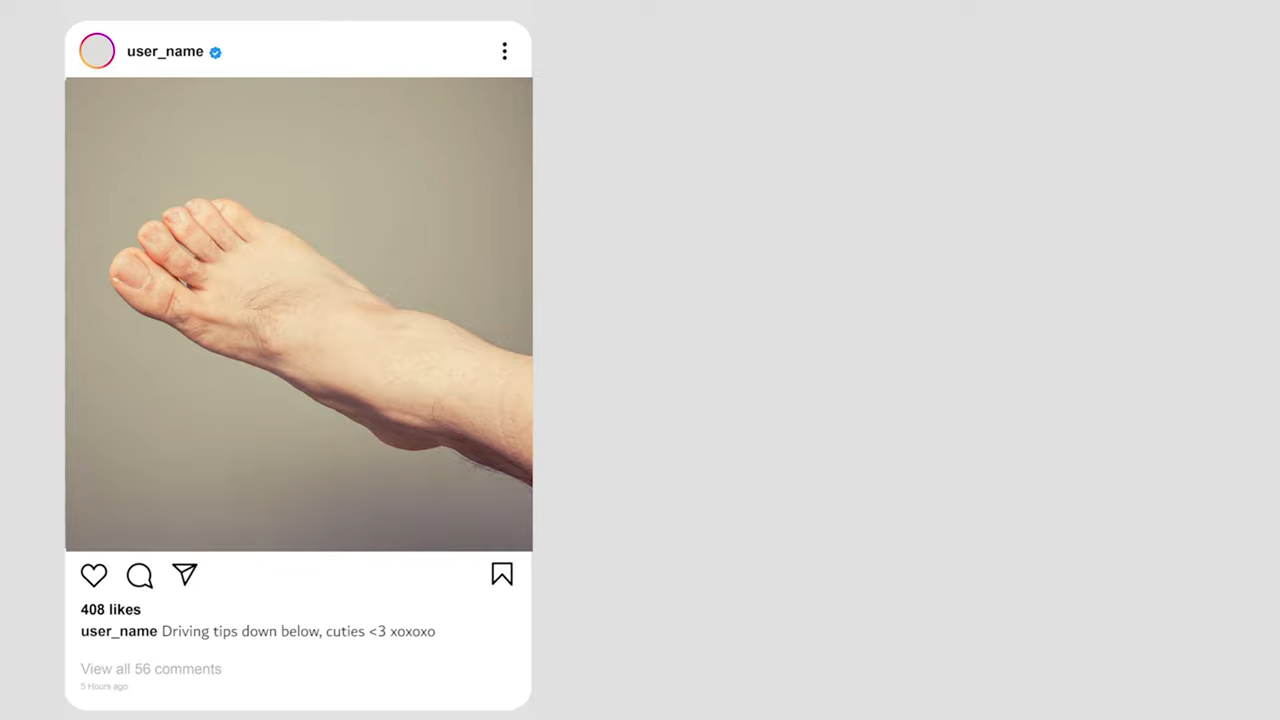 user_name
408 likes
user_name Driving tips down below, cuties <3 xoxoxo
View all 56 comments
5 Hours ago